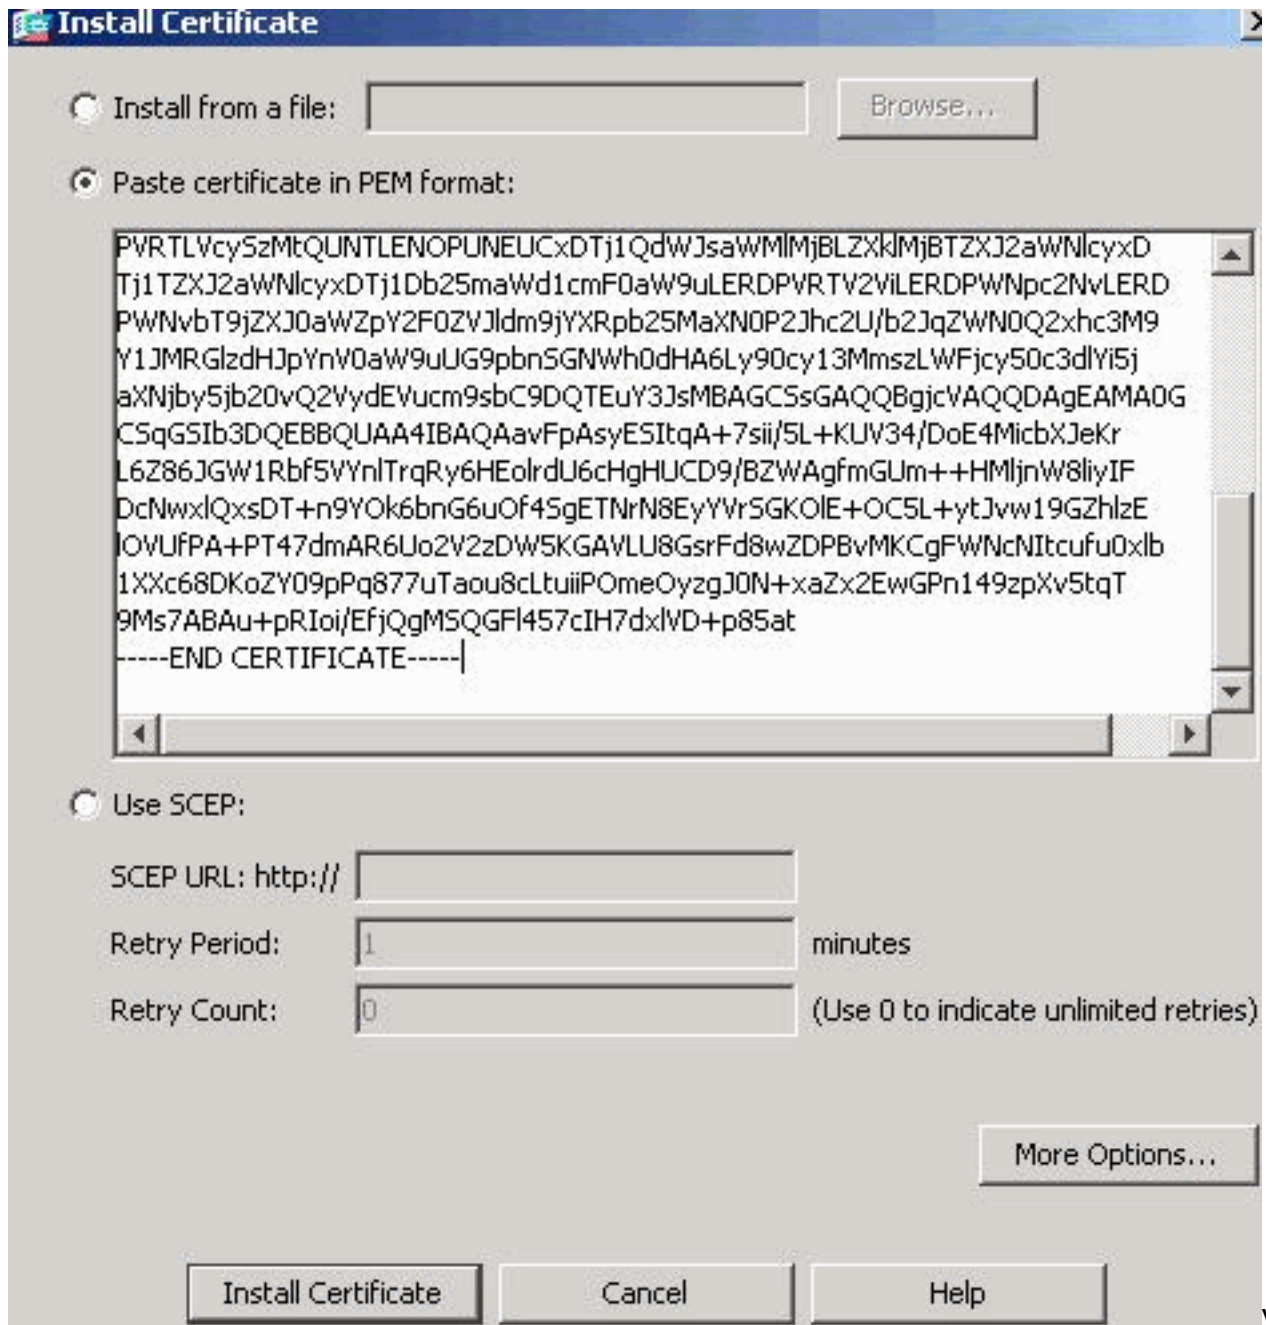 Install Certificate
Install from a file:
Browse...
Paste certificate in PEM format:
PVRTLVcySzMtQUNTLENOPUNEUCxDTj1QdWJsaWMlMjBLZXklMjBTZXJ2aWNlcyxD
Tj1TZXJ2aWNlcyxDTj1Db25maWd1cmF0aW9uLERDPVRTV2ViLERDPWNpc2NvLERD
PWNvbT9jZXJ0aWZpY2F0ZVJldm9jYXRpb25MaXN0P2Jhc2U/b2JqZWN0Q2xhc3M9
Y1JMRGlzdHJpYnV0aW9uUG9pbnSGNWh0dHA6Ly90cy13MmszLWFjcy50c3dlYi5j
aXNjby5jb20vQ2VydEVucm9sbC9DQTEuY3JsMBAGCSsGAQQBgjcVAQQDAgEAMA0G
CSqGSIb3DQEBBQUAA4IBAQAavFpAsyESItqA+7sii/5L+KUV34/DoE4MicbXJeKr
L6Z86JGW1Rbf5VYnlTrqRy6HEolrdU6cHgHUCD9/BZWAgfmGUm++HMljnW8liyIF
DcNwxlQxsDT+n9YOk6bnG6uOf4SgETNrN8EyYVrSGKOlE+OC5L+ytJvw19GZhlzE
lOVUfPA+PT47dmAR6Uo2V2zDW5KGAVLU8GsrFd8wZDPBvMKCgFWNcNItcufu0xlb
1XXc68DKoZY09pPq877uTaou8cLtuiiPOmeOyzgJ0N+xaZx2EwGPn149zpXv5tqT
9Ms7ABAu+pRIoi/EfjQgMSQGFl457cIH7dxlVD+p85at
-----END CERTIFICATE-----
Use SCEP:
SCEP URL: http://
Retry Period: 1 minutes
Retry Count: 0 (Use 0 to indicate unlimited retries)
More Options...
Install Certificate Cancel Help